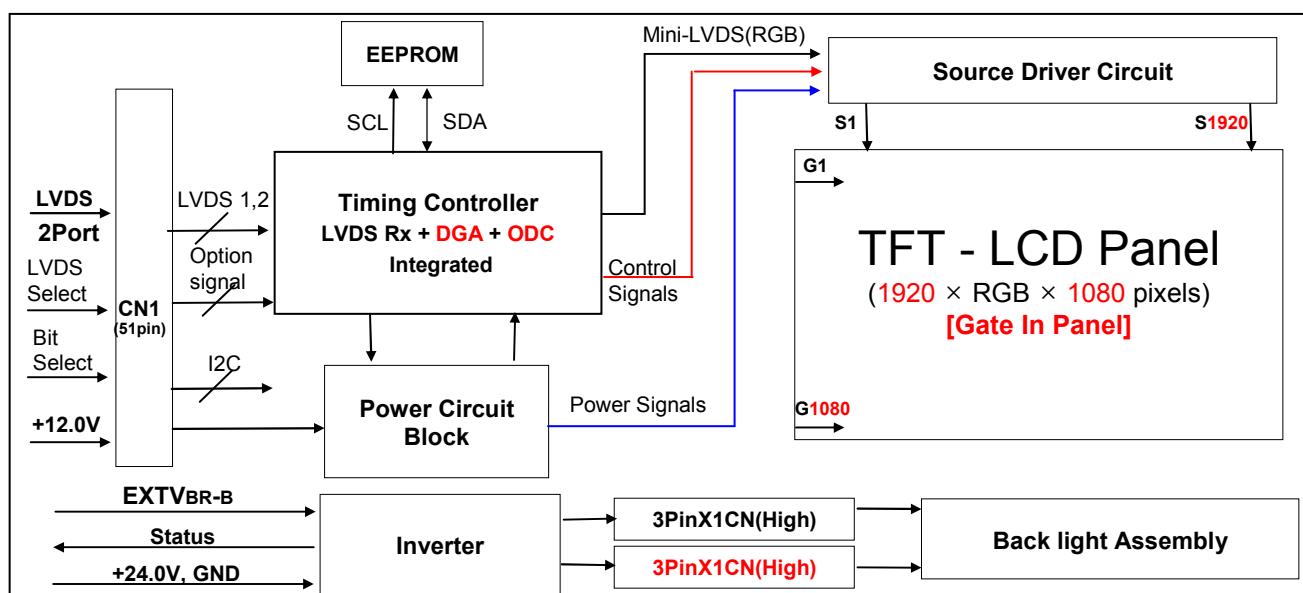 EEPROM
SCL
SDA
Mini-LVDS(RGB)
Source Driver Circuit
S1
S1920
CN1
(51pin)
LVDS
2Port
LVDS
Select
Bit
Select
+12.0V
LVDS 1,2
Option
signal
I2C
Timing Controller
LVDS Rx + DGA + ODC
Integrated
Control
Signals
Power Circuit
Block
Power Signals
G1
TFT - LCD Panel
(1920 × RGB × 1080 pixels)
[Gate In Panel]
G1080
EXTVBR-B
Status
+24.0V, GND
Inverter
3PinX1CN(High)
3PinX1CN(High)
Back light Assembly